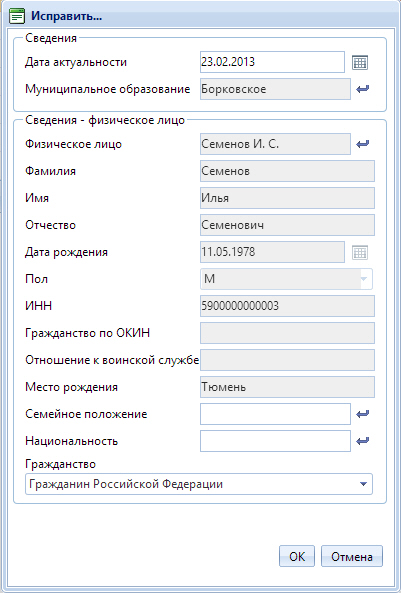 Исправить...
Сведения
Дата актуальности 23.02.2013
Муниципальное образование Борковское
Сведения - физическое лицо
Физическое лицо Семенов И. С.
Фамилия Семенов
Имя Илья
Отчество Семенович
Дата рождения 11.05.1978
Пол М
ИНН 5900000000003
Гражданство по ОКИН
Отношение к воинской службе
Место рождения Тюмень
Семейное положение
Национальность
Гражданство
Гражданин Российской Федерации
ОК Отмена